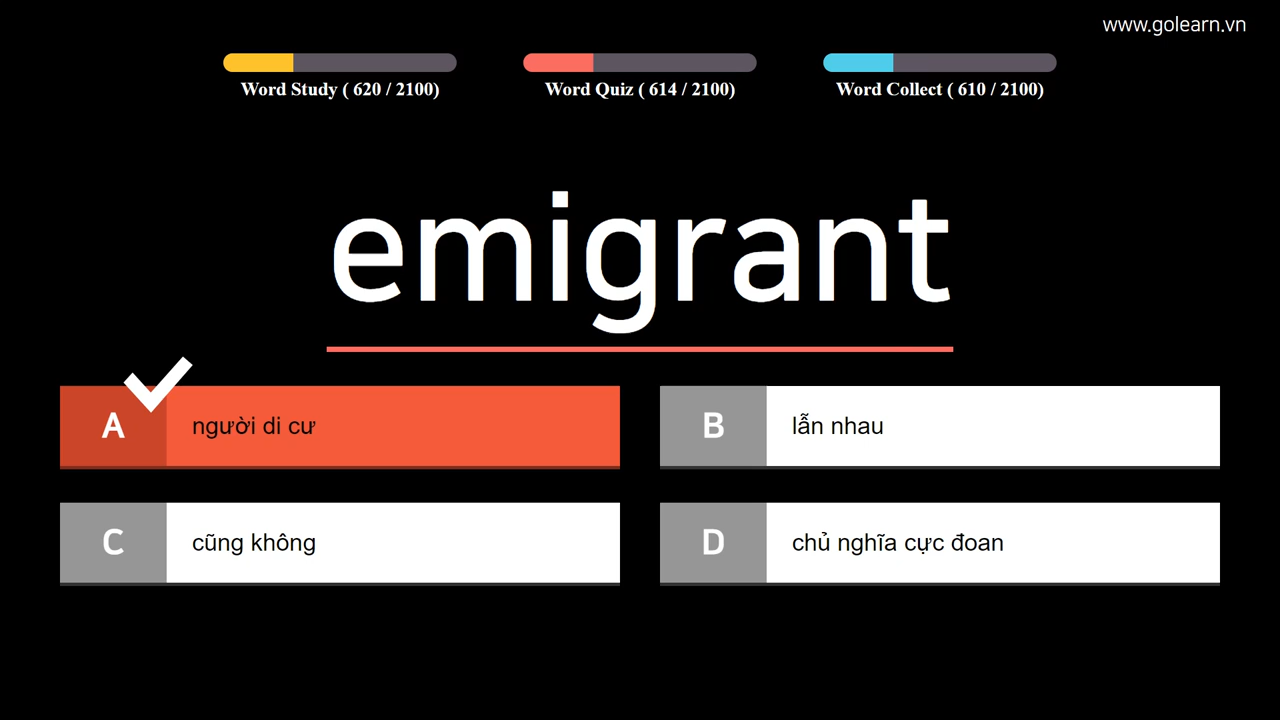 www.golearn.vn
Word Study ( 620 / 2100)
Word Quiz ( 614 / 2100)
Word Collect ( 610 / 2100)
emigrant
A người di cư
B lẫn nhau
C cũng không
D chủ nghĩa cực đoan